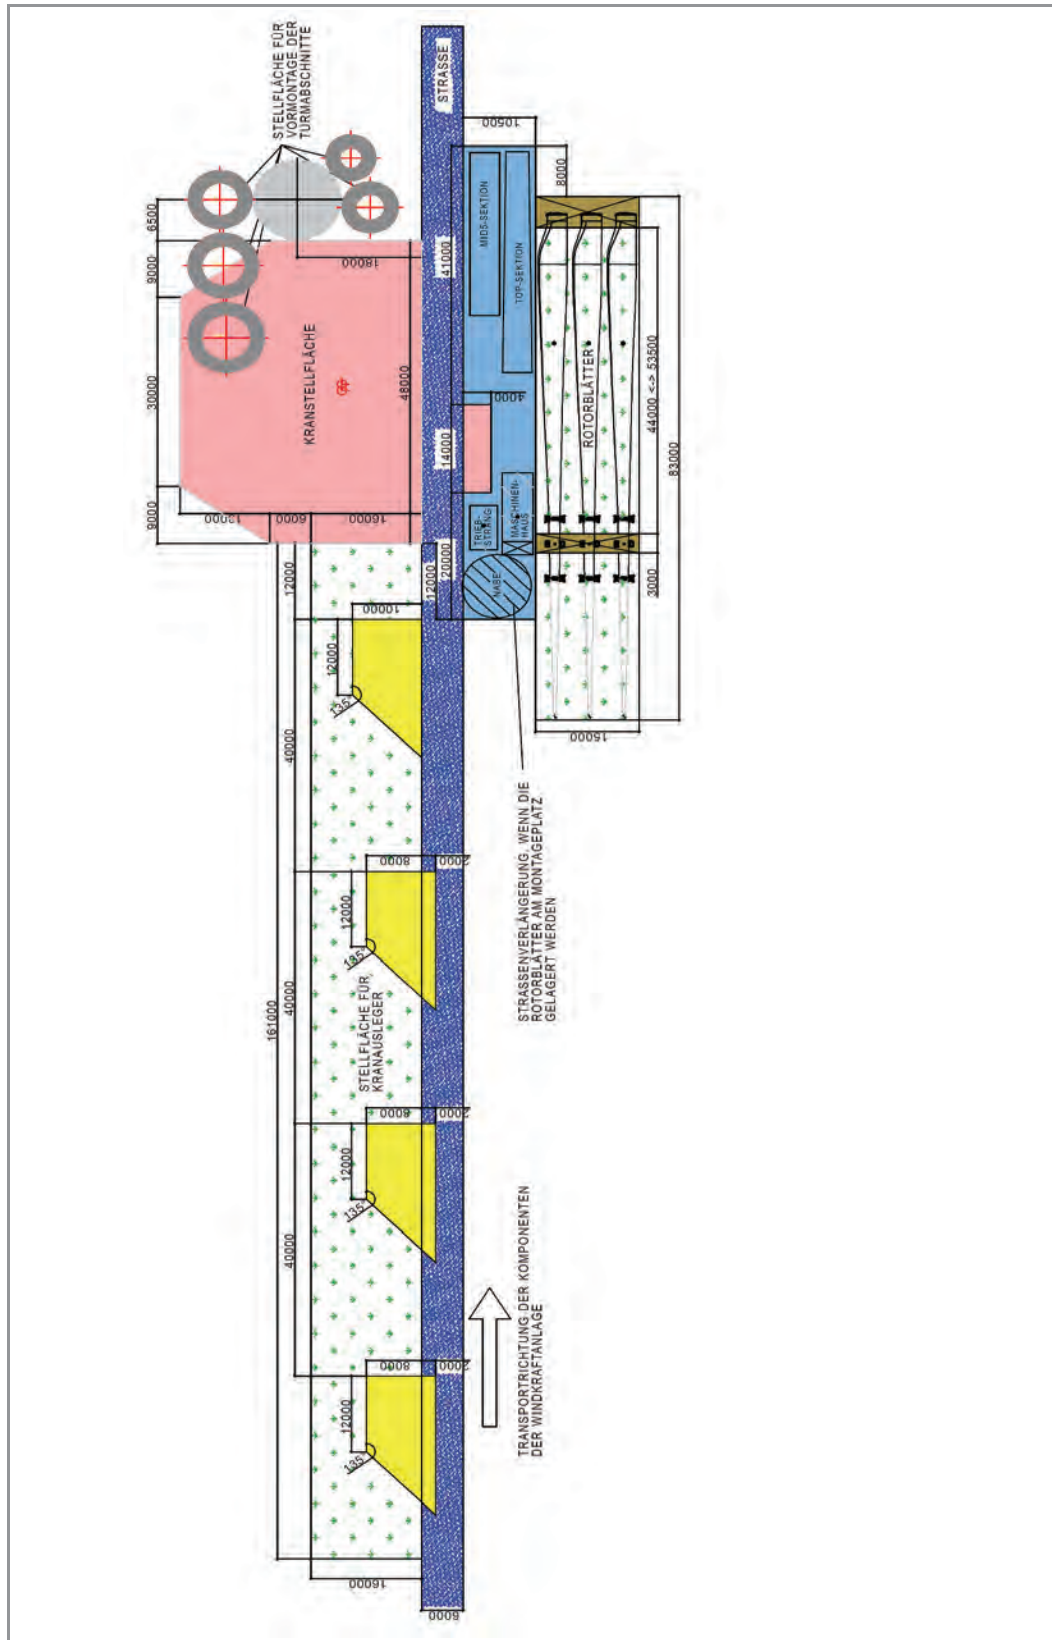 STELLFLÄCHE FÜR
VORMONTAGE DER
TURMABSCHNITTE
STRASSE
6500
9000
30000
9000
18000
48000
KRANSTELLFLÄCHE
12000
6000
16000
10500
8000
41000
MIDS-SEKTION
TOP-SEKTION
4000
14000
TRIEB-
STRANG
MASCHINEN-
HAUS
NABE
20000
12000
ROTORBLÄTTER
44000 <-> 53500
83000
3000
15000
12000
10000
12000
135°
40000
161000
8000
2000
12000
135°
40000
STELLFLÄCHE FÜR
KRANAUSLEGER
STRASSENVERLÄNGERUNG, WENN DIE
ROTORBLÄTTER AM MONTAGEPLATZ
GELAGERT WERDEN
8000
2000
12000
135°
40000
TRANSPORTRICHTUNG DER KOMPONENTEN
DER WINDKRAFTANLAGE
8000
2000
12000
135°
16000